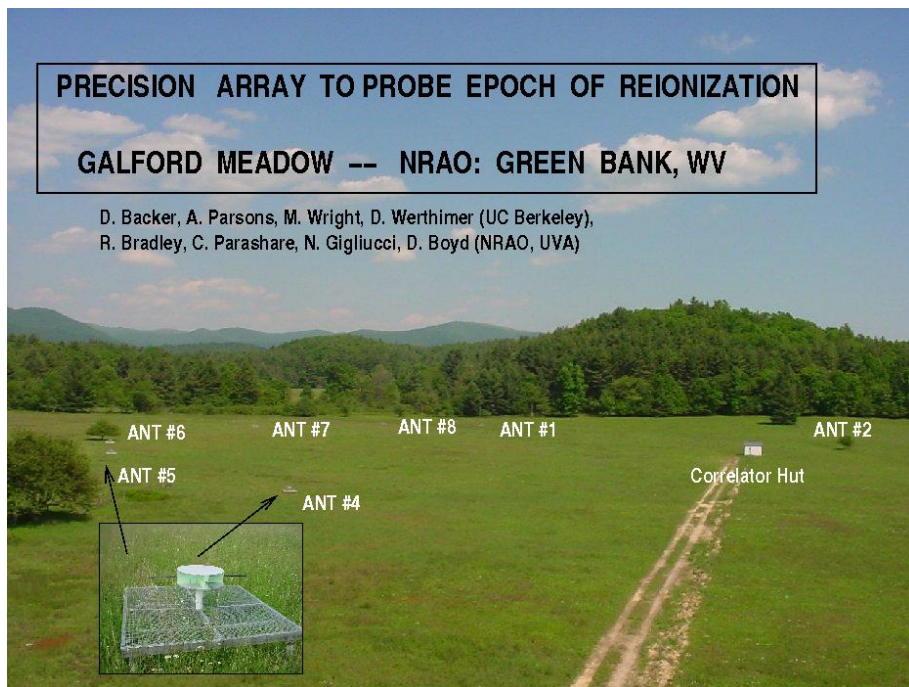 PRECISION ARRAY TO PROBE EPOCH OF REIONIZATION
GALFORD MEADOW -- NRAO: GREEN BANK, WV
D. Backer, A. Parsons, M. Wright, D. Werthimer (UC Berkeley),
R. Bradley, C. Parashare, N. Gigliucci, D. Boyd (NRAO, UVA)
ANT #6
ANT #7
ANT #8
ANT #1
ANT #2
ANT #5
Correlator Hut
ANT #4